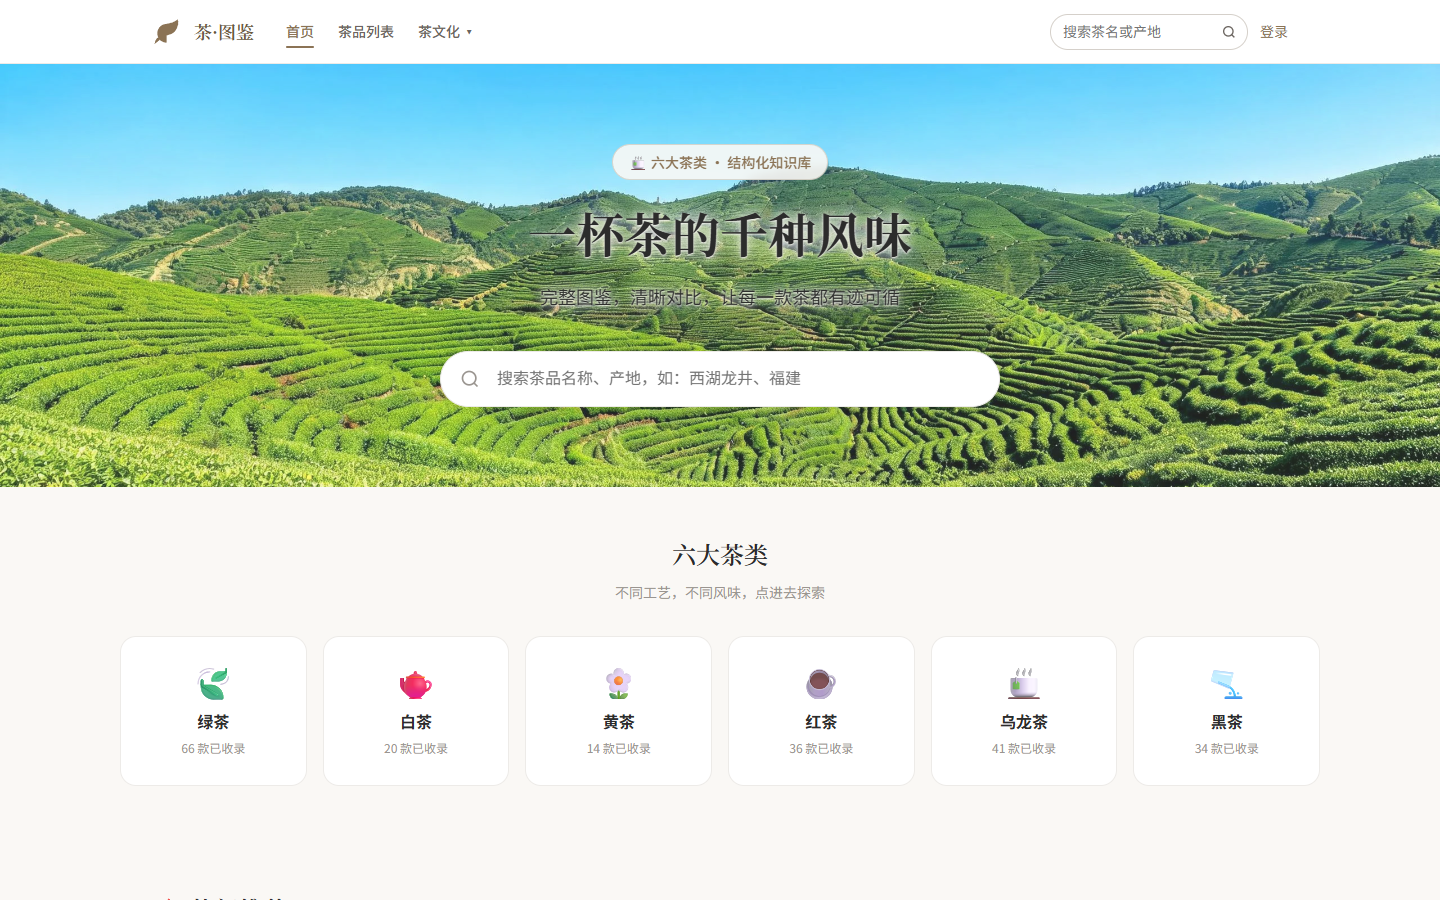 茶·图鉴
首页 茶品列表 茶文化
搜索茶名或产地 登录
六大茶类 · 结构化知识库
一杯茶的千种风味
完整图鉴，清晰对比，让每一款茶都有迹可循
搜索茶品名称、产地，如：西湖龙井、福建
六大茶类
不同工艺，不同风味，点进去探索
绿茶
66 款已收录
白茶
20 款已收录
黄茶
14 款已收录
红茶
36 款已收录
乌龙茶
41 款已收录
黑茶
34 款已收录